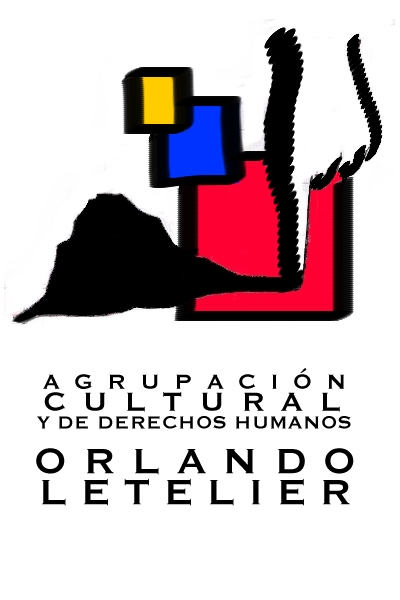 AGRUPACIÓN
CULTURAL
Y DE DERECHOS HUMANOS
ORLANDO
LETELIER